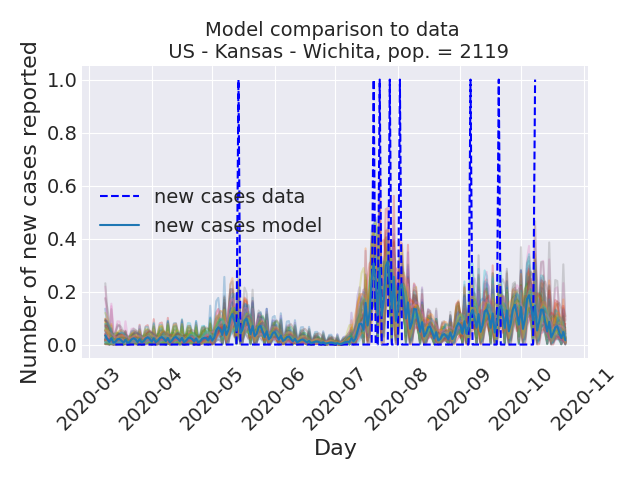 Model comparison to data
US - Kansas - Wichita, pop. = 2119
Number of new cases reported
1.0
0.8
0.6
0.4
0.2
0.0
new cases data
new cases model
2020-03
2020-04
2020-05
2020-06
2020-07
2020-08
2020-09
2020-10
2020-11
Day